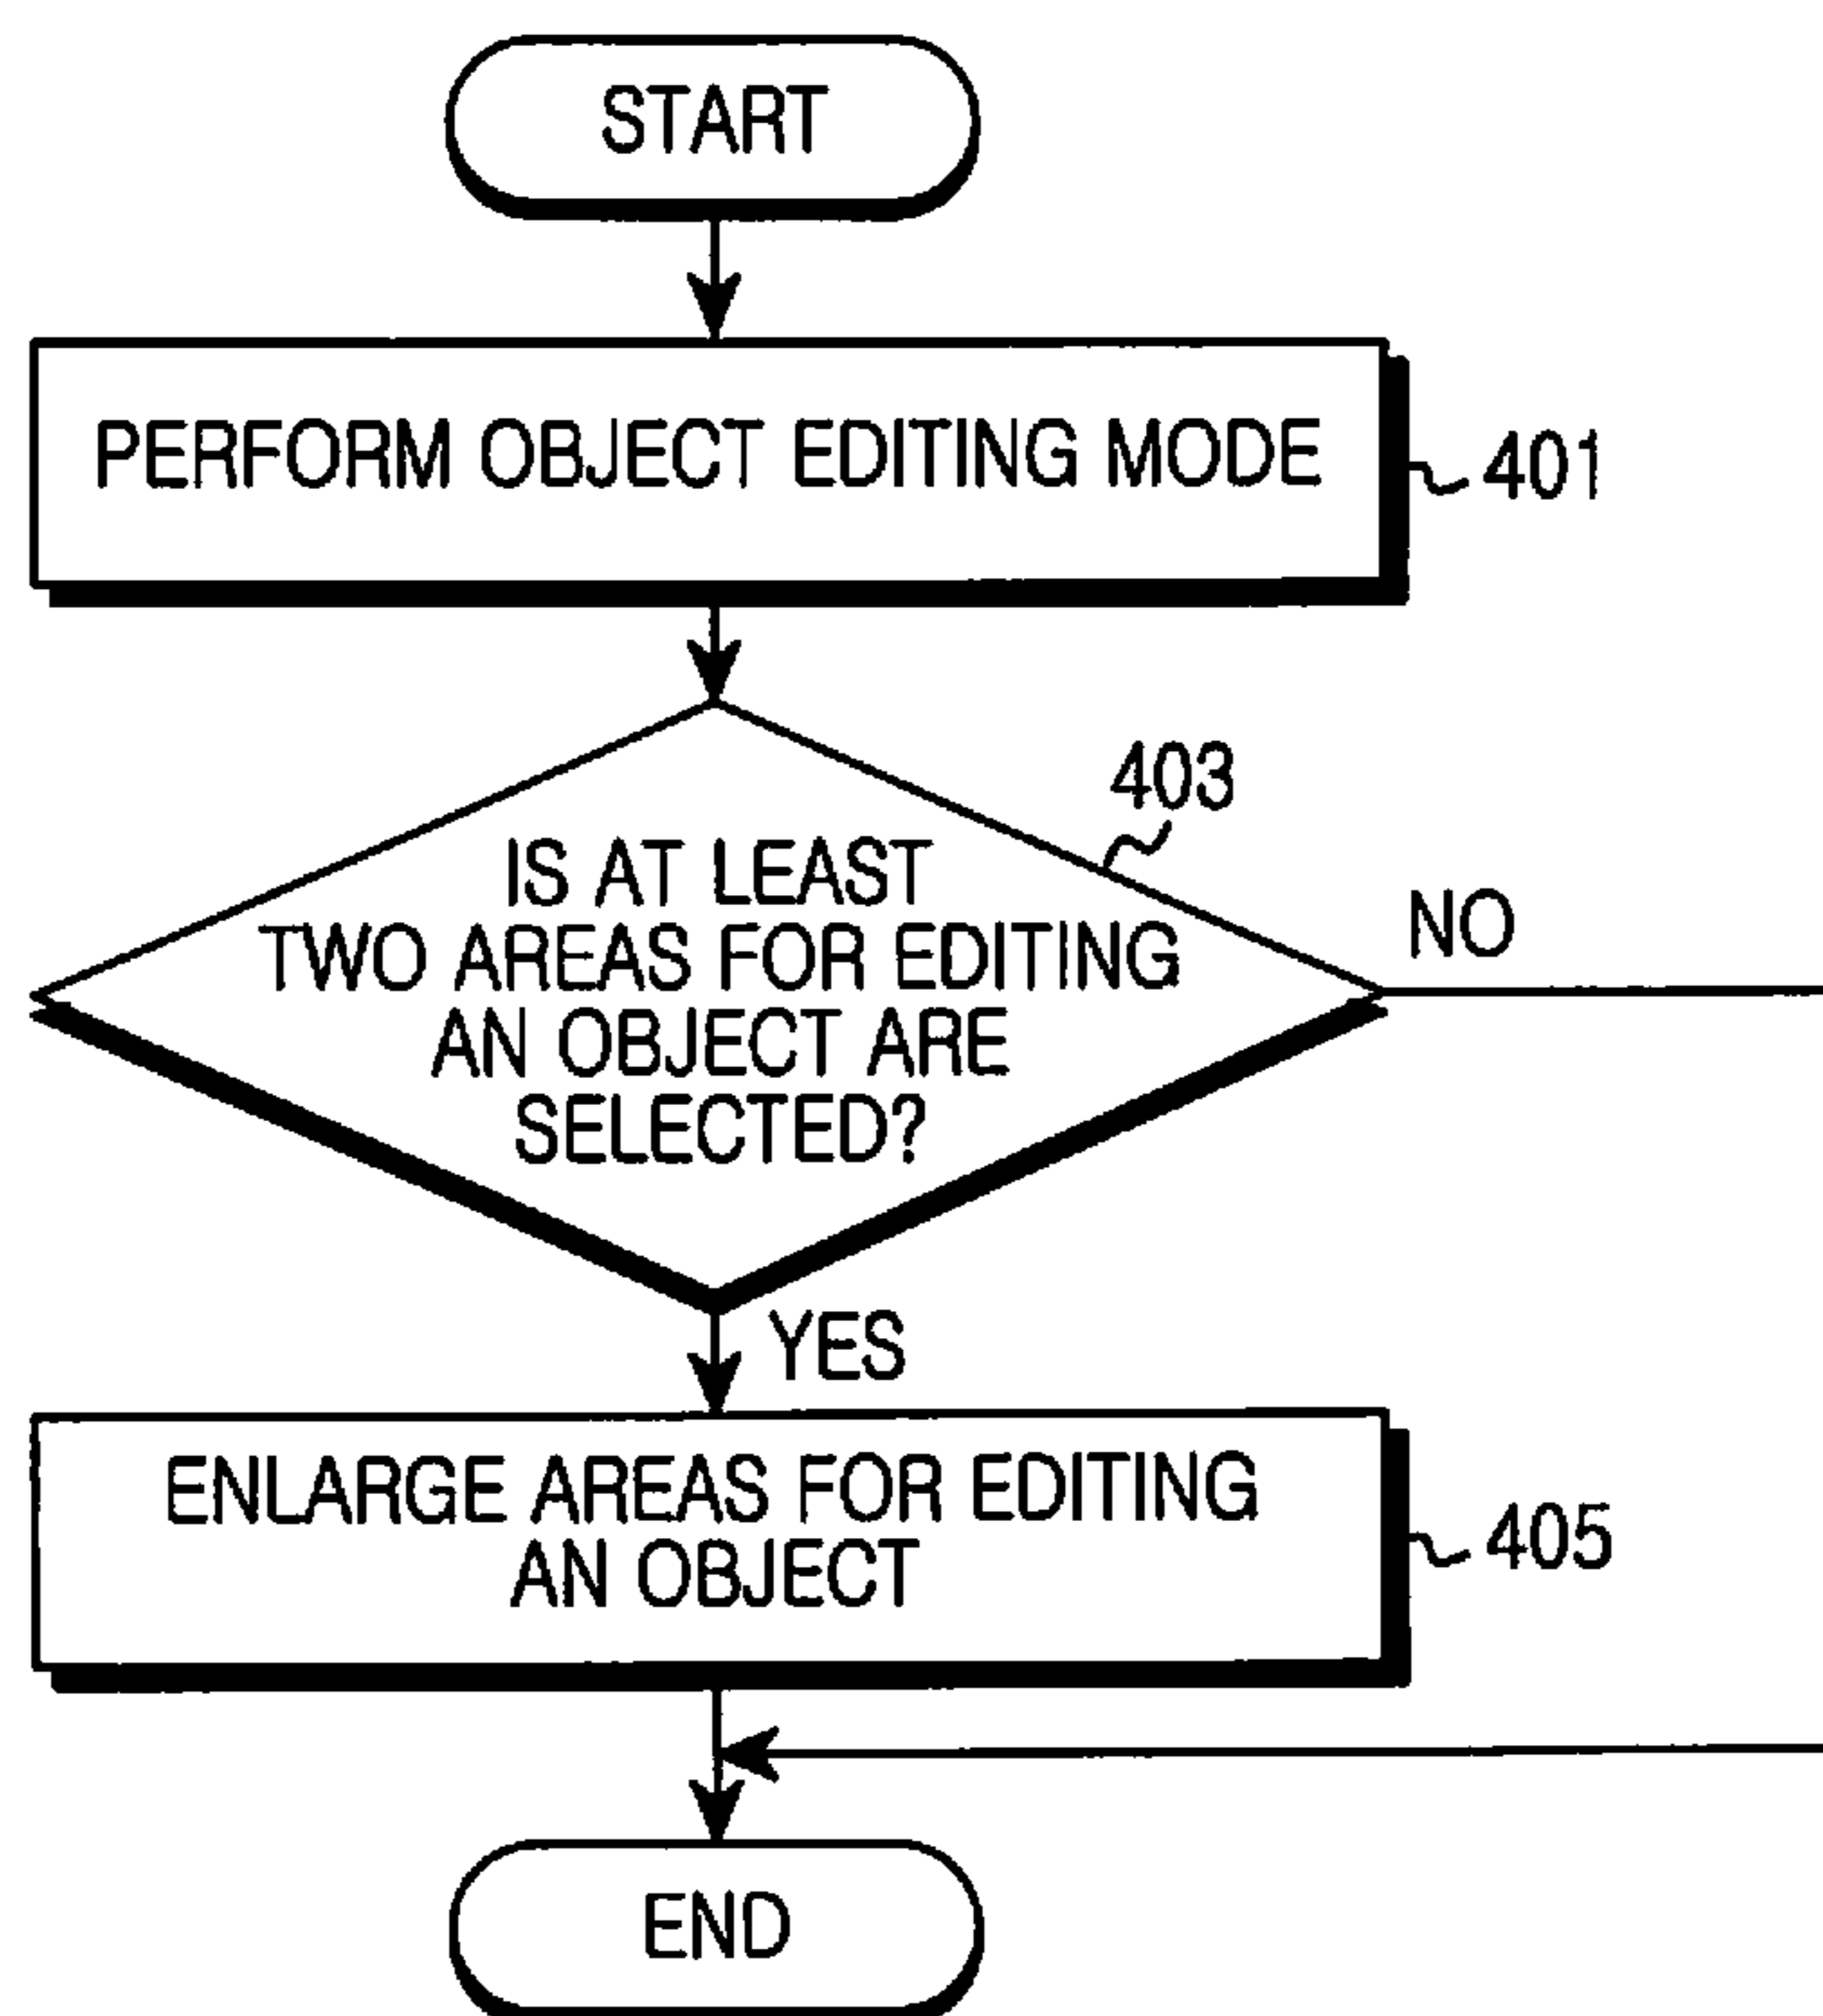 START
PERFORM OBJECT EDITING MODE
401
403
IS AT LEAST
TWO AREAS FOR EDITING
AN OBJECT ARE
SELECTED?
NO
YES
ENLARGE AREAS FOR EDITING
AN OBJECT
405
END